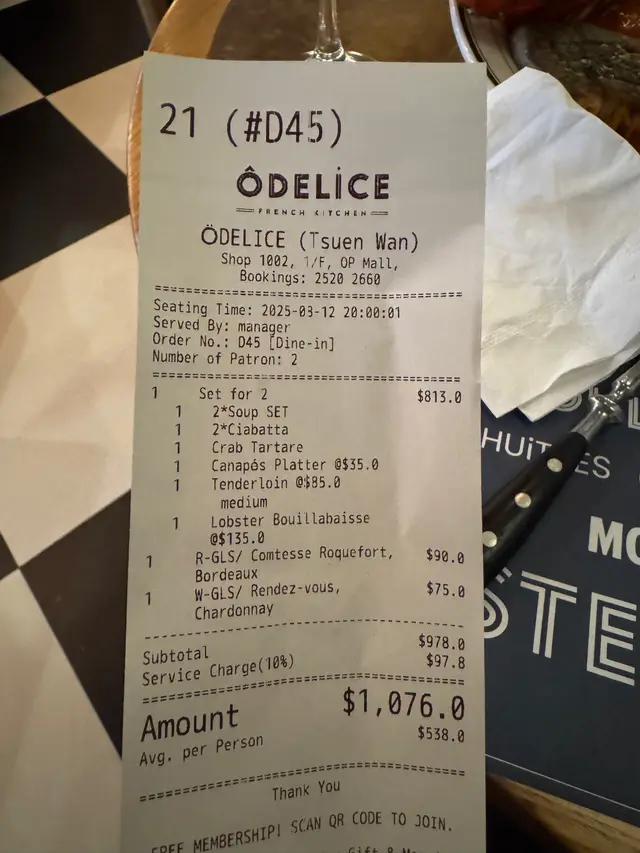 21 (#D45)
ÔDELİCE
FRENCH KITCHEN
ÖDELICE (Tsuen Wan)
Shop 1002, 1/F, OP Mall,
Bookings: 2520 2660
Seating Time: 2025-03-12 20:00:01
Served By: manager
Order No.: D45 [Dine-in]
Number of Patron: 2
1 Set for 2 $813.0
1 2*Soup SET
1 2*Ciabatta
1 Crab Tartare
1 Canapés Platter @$35.0
1 Tenderloin @$85.0
medium
1 Lobster Bouillabaisse
@$135.0
1 R-GLS/ Comtesse Roquefort, $90.0
Bordeaux
1 W-GLS/ Rendez-vous, $75.0
Chardonnay
Subtotal $978.0
Service Charge(10%) $97.8
Amount $1,076.0
Avg. per Person $538.0
Thank You
FREE MEMBERSHIP! SCAN QR CODE TO JOIN.
HUiT ES
MO
STE